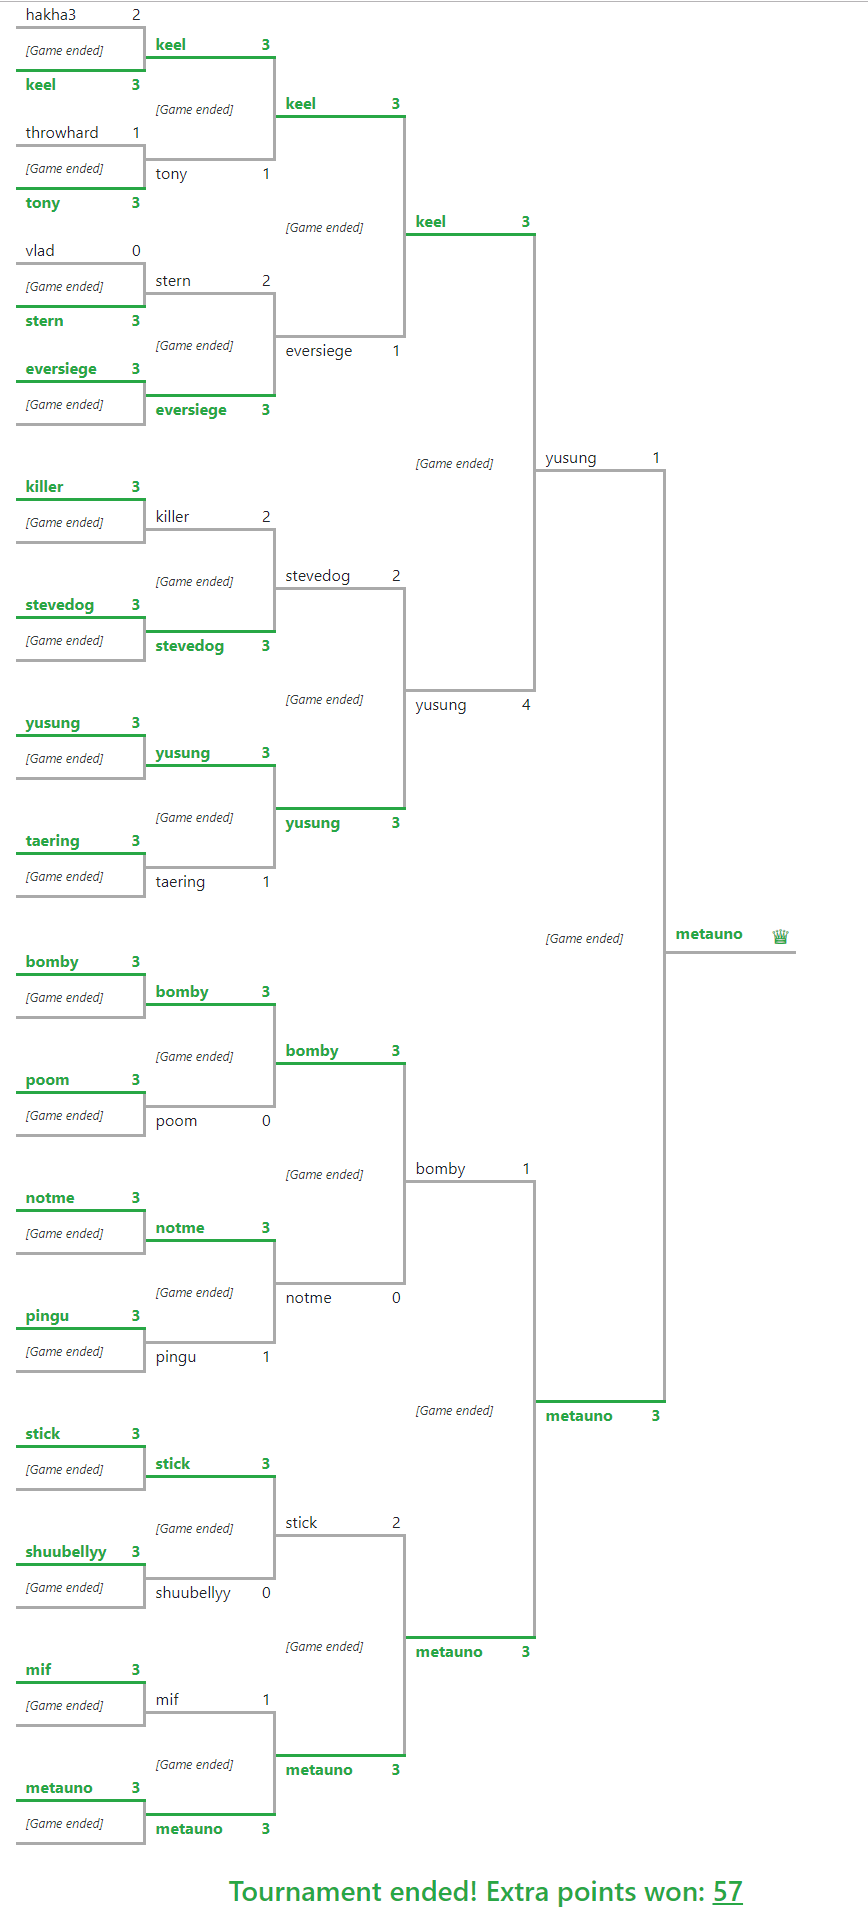 hakha3 2
[Game ended]
keel 3
throwhard 1
[Game ended]
tony 3
vlad 0
[Game ended]
stern 3
eversiege 3
[Game ended]
killer 3
[Game ended]
stevedog 3
[Game ended]
yusung 3
[Game ended]
taering 3
[Game ended]
bomby 3
[Game ended]
poom 3
[Game ended]
notme 3
[Game ended]
pingu 3
[Game ended]
stick 3
[Game ended]
shuubellyy 3
[Game ended]
mif 3
[Game ended]
metauno 3
[Game ended]
keel 3
[Game ended]
tony 1
stern 2
[Game ended]
eversiege 3
killer 2
[Game ended]
stevedog 3
yusung 3
[Game ended]
taering 1
bomby 3
[Game ended]
poom 0
notme 3
[Game ended]
pingu 1
stick 3
[Game ended]
shuubellyy 0
mif 1
[Game ended]
metauno 3
keel 3
[Game ended]
eversiege 1
stevedog 2
[Game ended]
yusung 3
bomby 3
[Game ended]
notme 0
stick 2
[Game ended]
metauno 3
keel 3
[Game ended]
yusung 4
bomby 1
[Game ended]
metauno 3
yusung 1
[Game ended]
metauno 3
metauno ♛
Tournament ended! Extra points won: 57